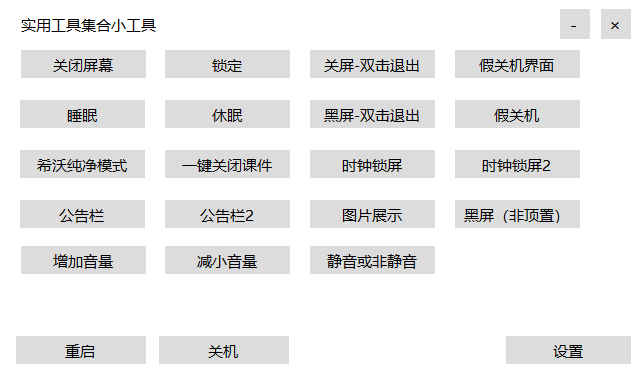 实用工具集合小工具 - ×
关闭屏幕 锁定 关屏-双击退出 假关机界面
睡眠 休眠 黑屏-双击退出 假关机
希沃纯净模式 一键关闭课件 时钟锁屏 时钟锁屏2
公告栏 公告栏2 图片展示 黑屏（非顶置）
增加音量 减小音量 静音或非静音
重启 关机 设置